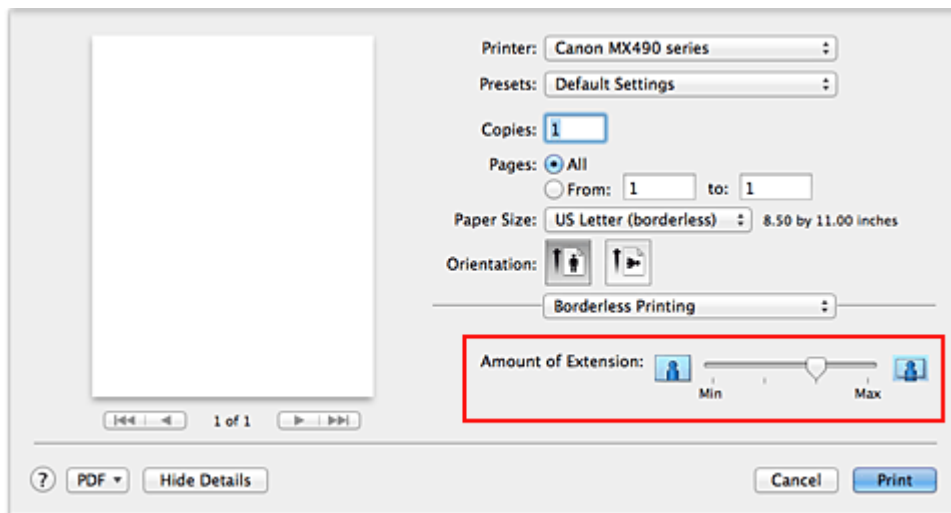 Printer: Canon MX490 series
Presets: Default Settings
Copies: 1
Pages: All
From: 1 to: 1
Paper Size: US Letter (borderless) 8.50 by 11.00 inches
Orientation:
Borderless Printing
Amount of Extension:
Min Max
1 of 1
? PDF Hide Details Cancel Print